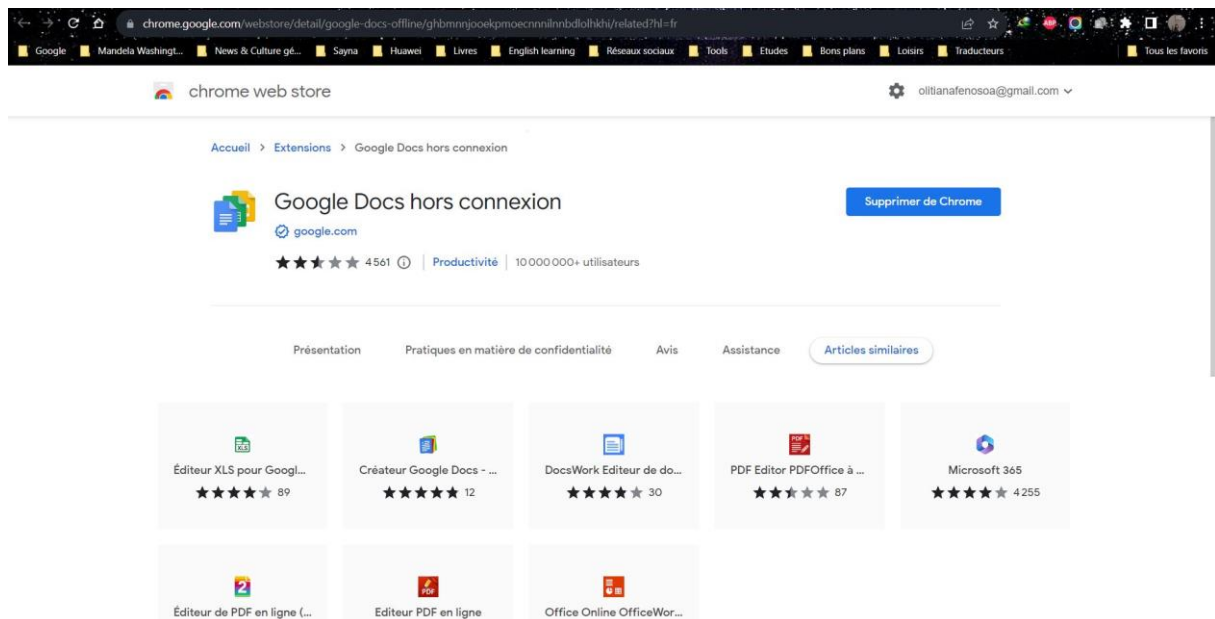 chrome.google.com/webstore/detail/google-docs-offline/ghbmnnjooekpmoecnnnilnnbdlolhkhi/related?hl=fr
Google Mandela Washingt... News & Culture gé... Sayna Huawei Livres English learning Réseaux sociaux Tools Etudes Bons plans Loisirs Traducteurs Tous les favoris
chrome web store olitianafenosoa@gmail.com
Accueil > Extensions > Google Docs hors connexion
Google Docs hors connexion Supprimer de Chrome
google.com
4 561 Productivité 10 000 000+ utilisateurs
Présentation Pratiques en matière de confidentialité Avis Assistance Articles similaires
Éditeur XLS pour Googl... Créateur Google Docs - ... DocsWork Editeur de do... PDF Editor PDFOffice à ... Microsoft 365
89 12 30 87 4 255
Éditeur de PDF en ligne (... Editeur PDF en ligne Office Online OfficeWor...